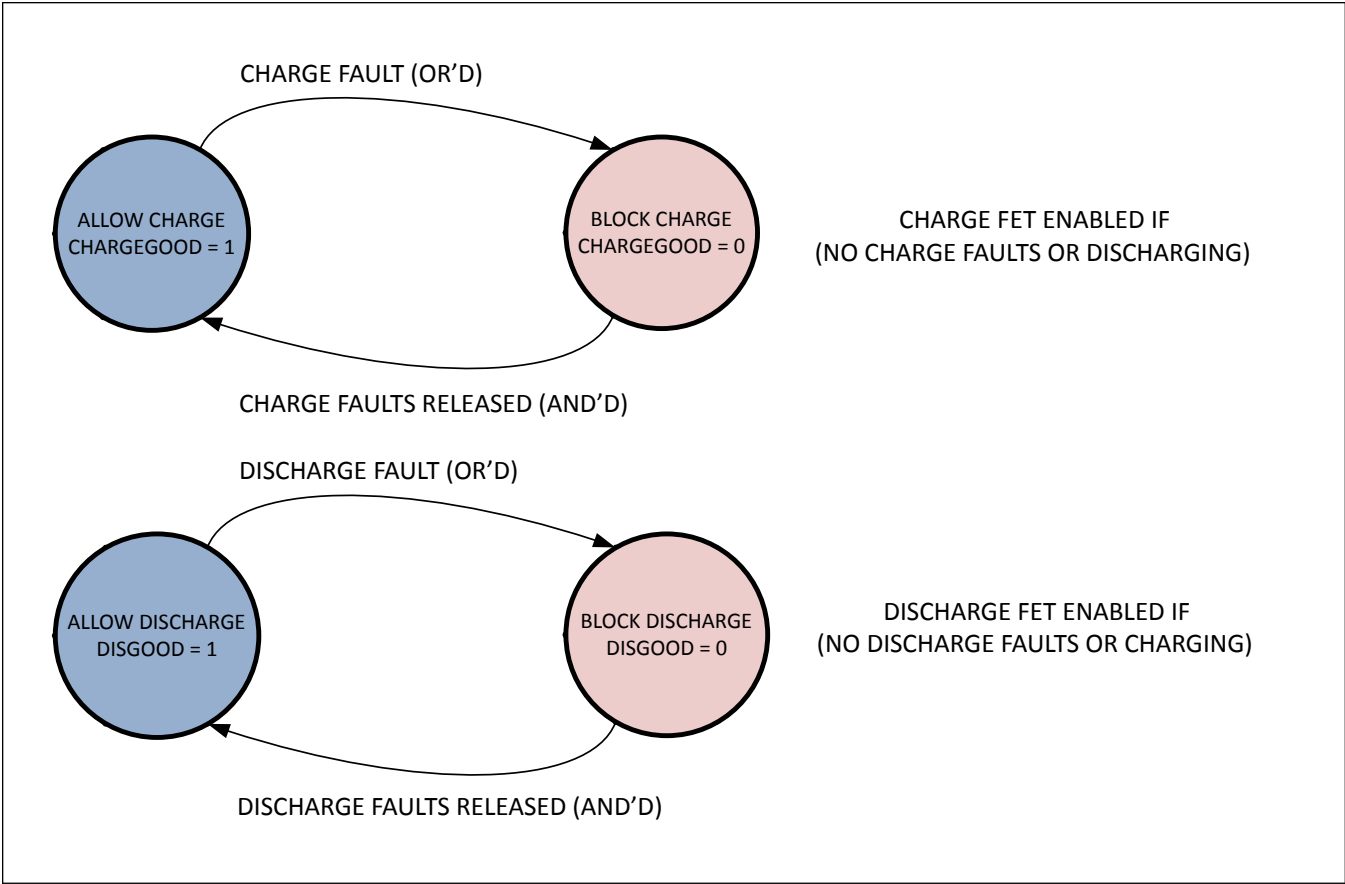 CHARGE FAULT (OR’D)
ALLOW CHARGE
CHARGEGOOD = 1
BLOCK CHARGE
CHARGEGOOD = 0
CHARGE FET ENABLED IF
(NO CHARGE FAULTS OR DISCHARGING)
CHARGE FAULTS RELEASED (AND’D)
DISCHARGE FAULT (OR’D)
ALLOW DISCHARGE
DISGOOD = 1
BLOCK DISCHARGE
DISGOOD = 0
DISCHARGE FET ENABLED IF
(NO DISCHARGE FAULTS OR CHARGING)
DISCHARGE FAULTS RELEASED (AND’D)